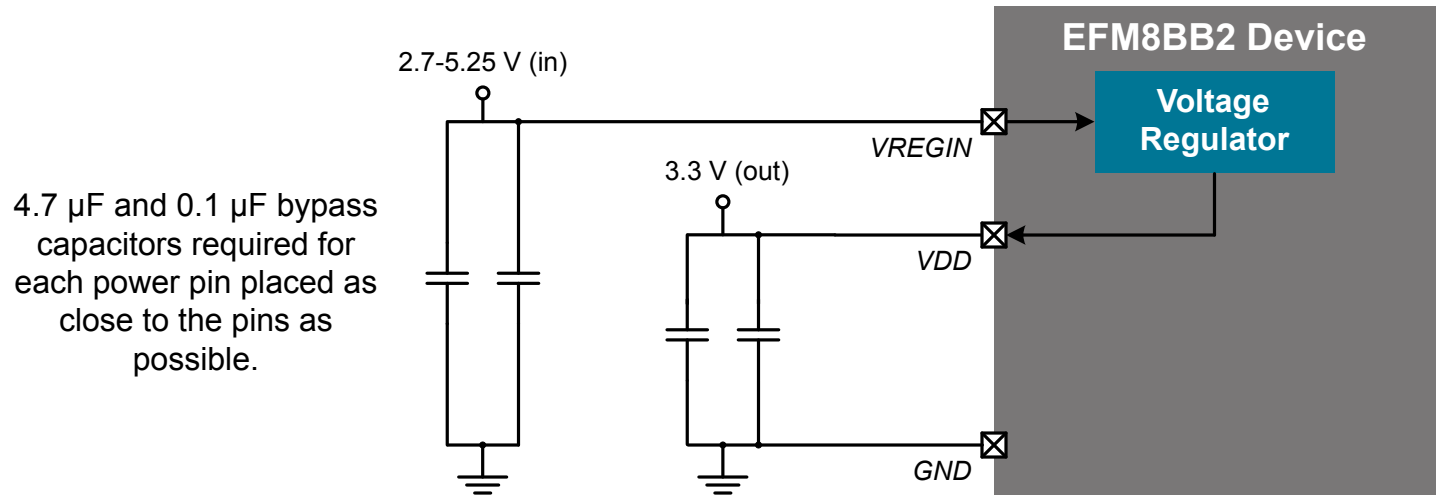 EFM8BB2 Device
2.7-5.25 V (in)
Voltage
Regulator
VREGIN
3.3 V (out)
4.7 µF and 0.1 µF bypass
capacitors required for
each power pin placed as
close to the pins as
possible.
VDD
GND